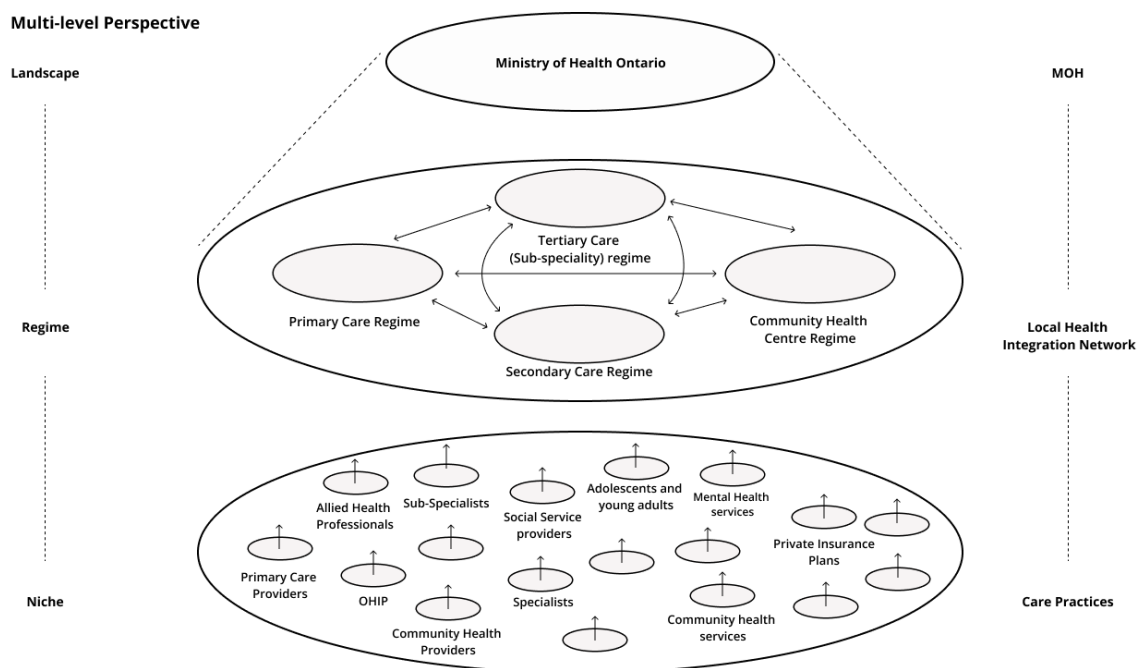 Multi-level Perspective
Landscape
Ministry of Health Ontario
MOH
Tertiary Care
(Sub-speciality) regime
Primary Care Regime
Community Health
Centre Regime
Regime
Local Health
Integration Network
Secondary Care Regime
Allied Health
Professionals
Sub-Specialists
Social Service
providers
Adolescents and
young adults
Mental Health
services
Private Insurance
Plans
Primary Care
Providers
OHIP
Specialists
Niche
Care Practices
Community Health
Providers
Community health
services